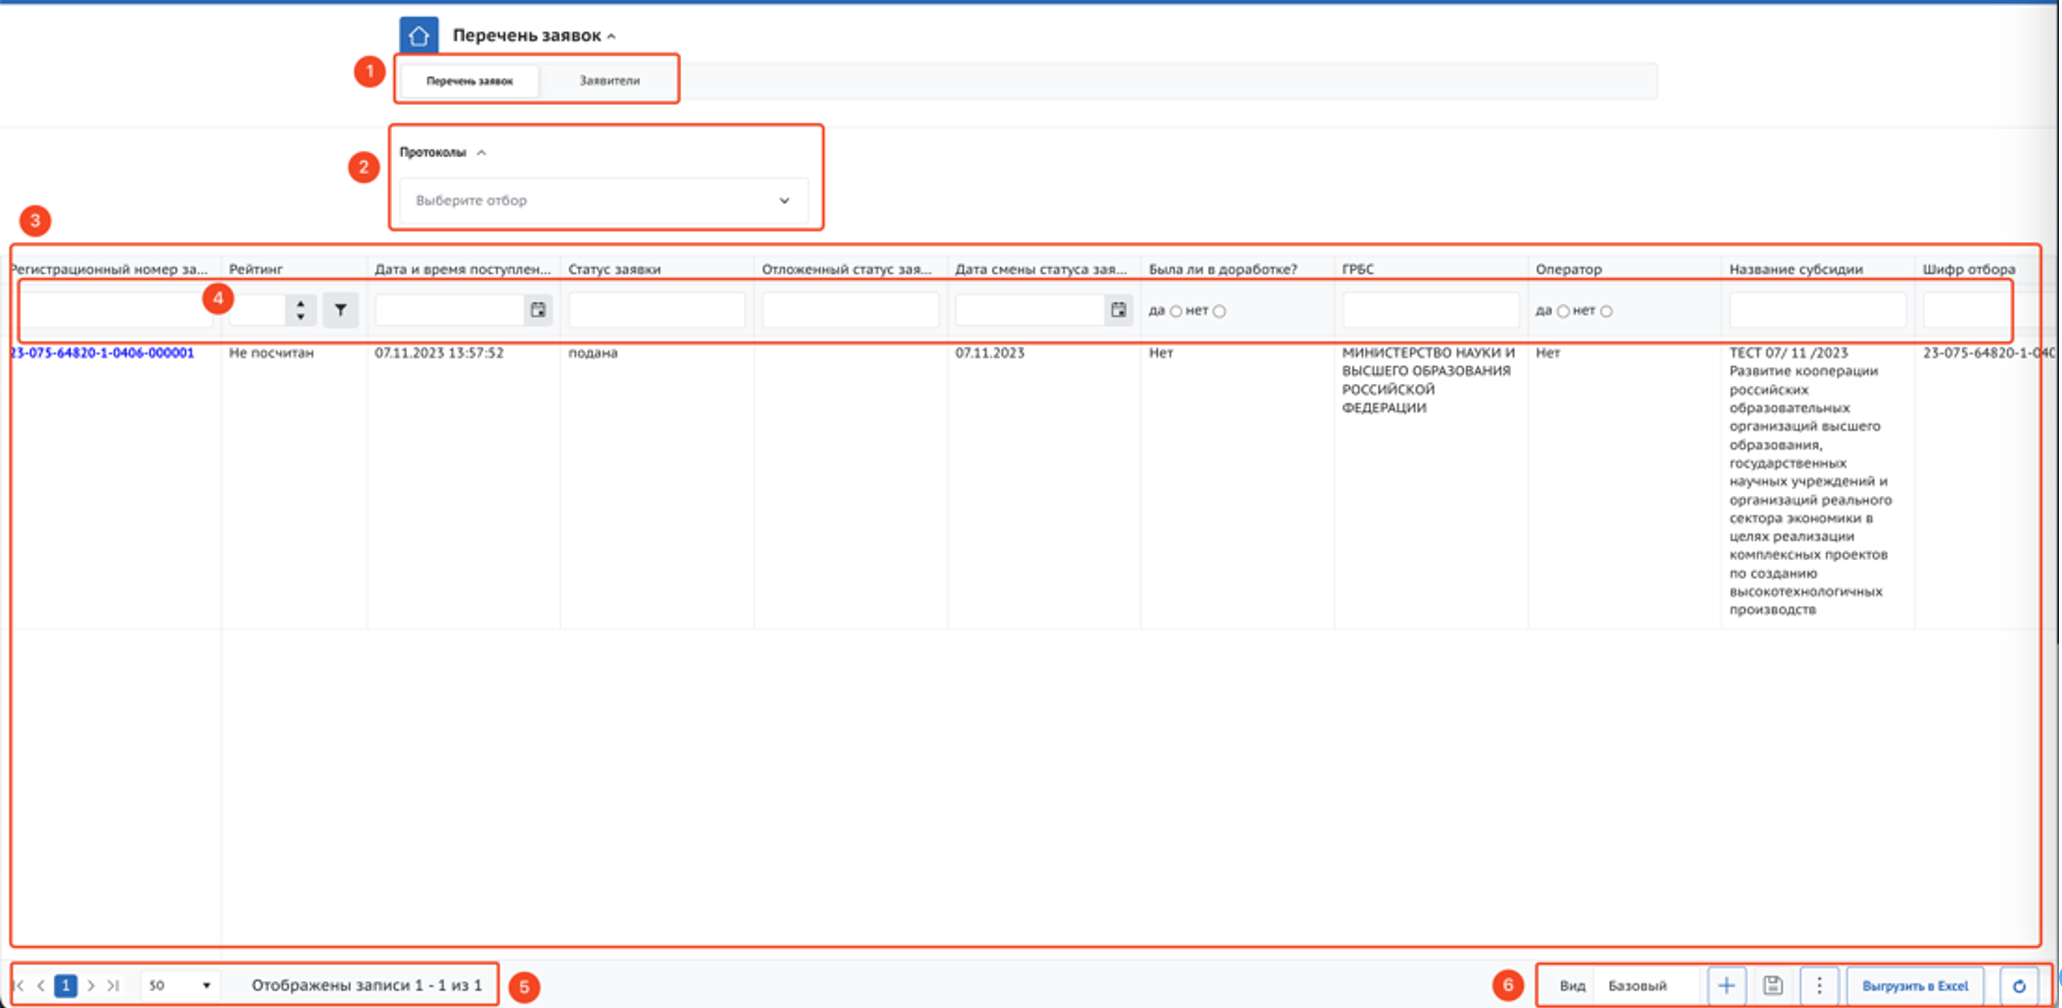 Перечень заявок
1
Перечень заявок Заявители
2
Протоколы
Выберите отбор
3
Регистрационный номер за... Рейтинг Дата и время поступлен... Статус заявки Отложенный статус зая... Дата смены статуса зая... Была ли в доработке? ГРБС Оператор Название субсидии Шифр отбора
4
да нет да нет
23-075-64820-1-0406-000001 Не посчитан 07.11.2023 13:57:52 подана 07.11.2023 Нет МИНИСТЕРСТВО НАУКИ И Нет ТЕСТ 07/ 11 /2023 23-075-64820-1-040
ВЫСШЕГО ОБРАЗОВАНИЯ Развитие кооперации
РОССИЙСКОЙ российских
ФЕДЕРАЦИИ образовательных
организаций высшего
образования,
государственных
научных учреждений и
организаций реального
сектора экономики в
целях реализации
комплексных проектов
по созданию
высокотехнологичных
производств
1 50 Отображены записи 1 - 1 из 1 5 6 Вид Базовый Выгрузить в Excel